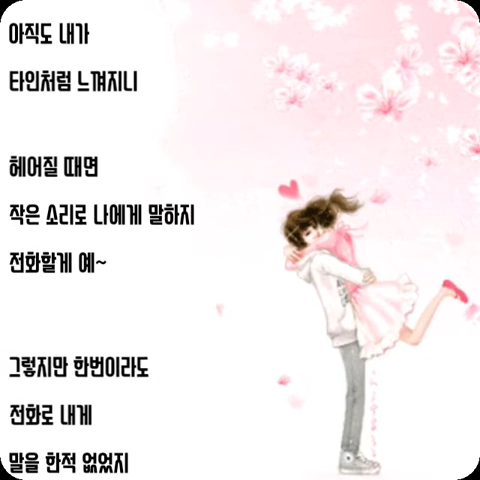 아직도 내가
타인처럼 느껴지니
헤어질 때면
작은 소리로 나에게 말하지
전화할게 예~
그렇지만 한번이라도
전화로 내게
말을 한적 없었지